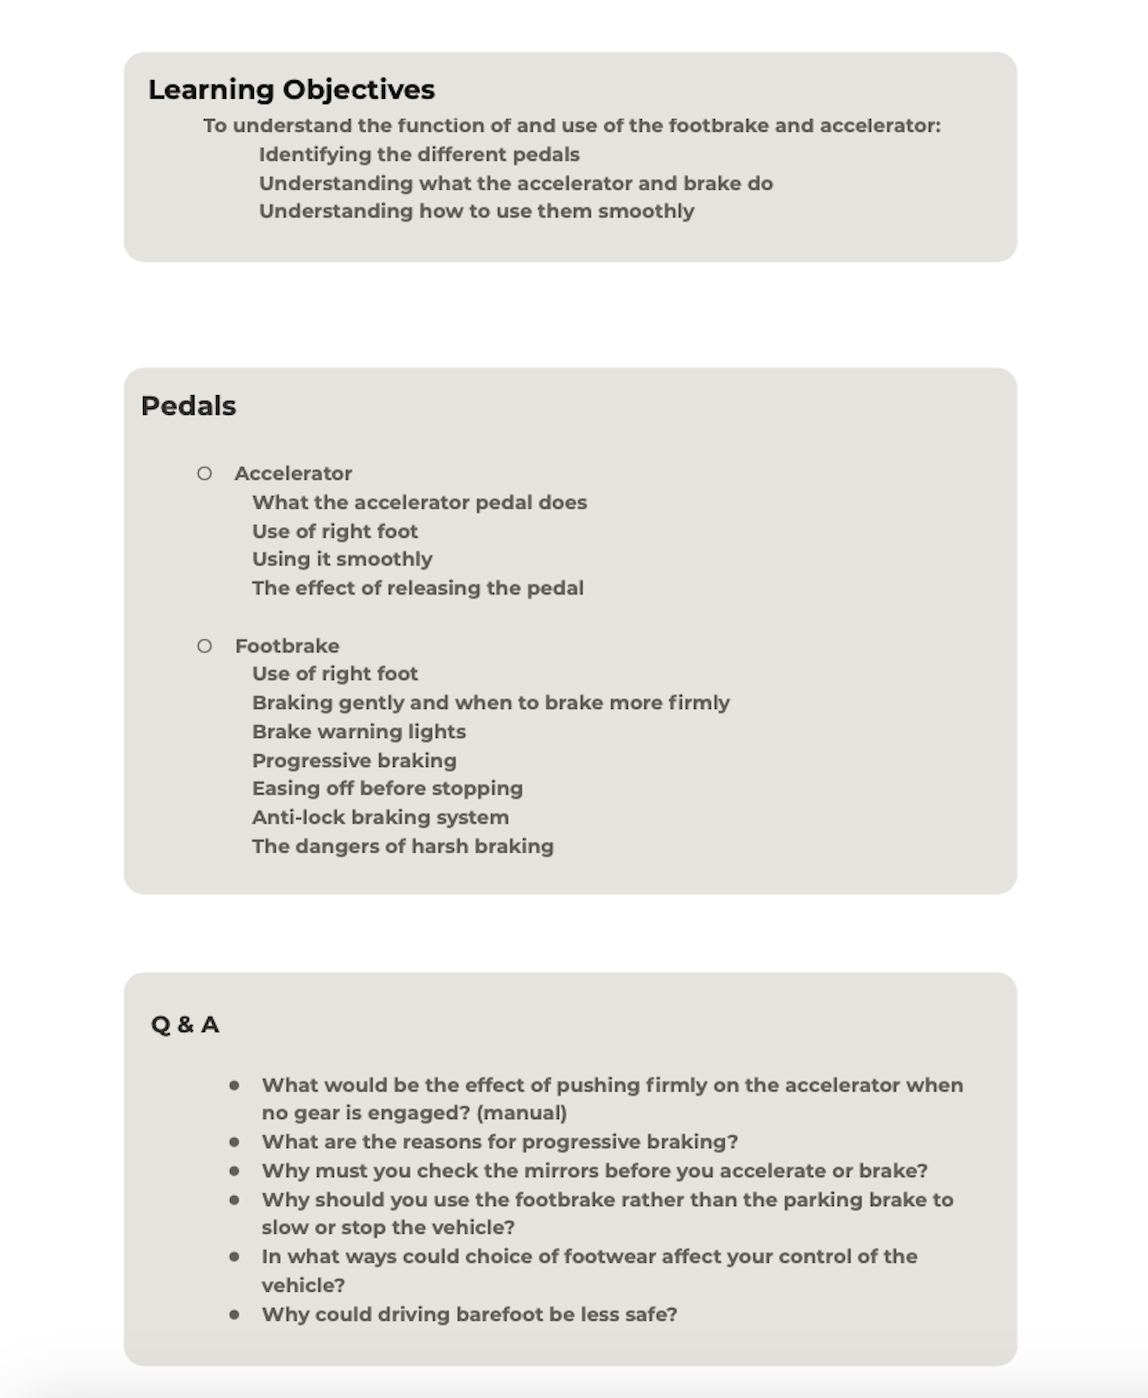 Learning Objectives
To understand the function of and use of the footbrake and accelerator:
Identifying the different pedals
Understanding what the accelerator and brake do
Understanding how to use them smoothly
Pedals
○ Accelerator
What the accelerator pedal does
Use of right foot
Using it smoothly
The effect of releasing the pedal
○ Footbrake
Use of right foot
Braking gently and when to brake more firmly
Brake warning lights
Progressive braking
Easing off before stopping
Anti-lock braking system
The dangers of harsh braking
Q & A
● What would be the effect of pushing firmly on the accelerator when
no gear is engaged? (manual)
● What are the reasons for progressive braking?
● Why must you check the mirrors before you accelerate or brake?
● Why should you use the footbrake rather than the parking brake to
slow or stop the vehicle?
● In what ways could choice of footwear affect your control of the
vehicle?
● Why could driving barefoot be less safe?